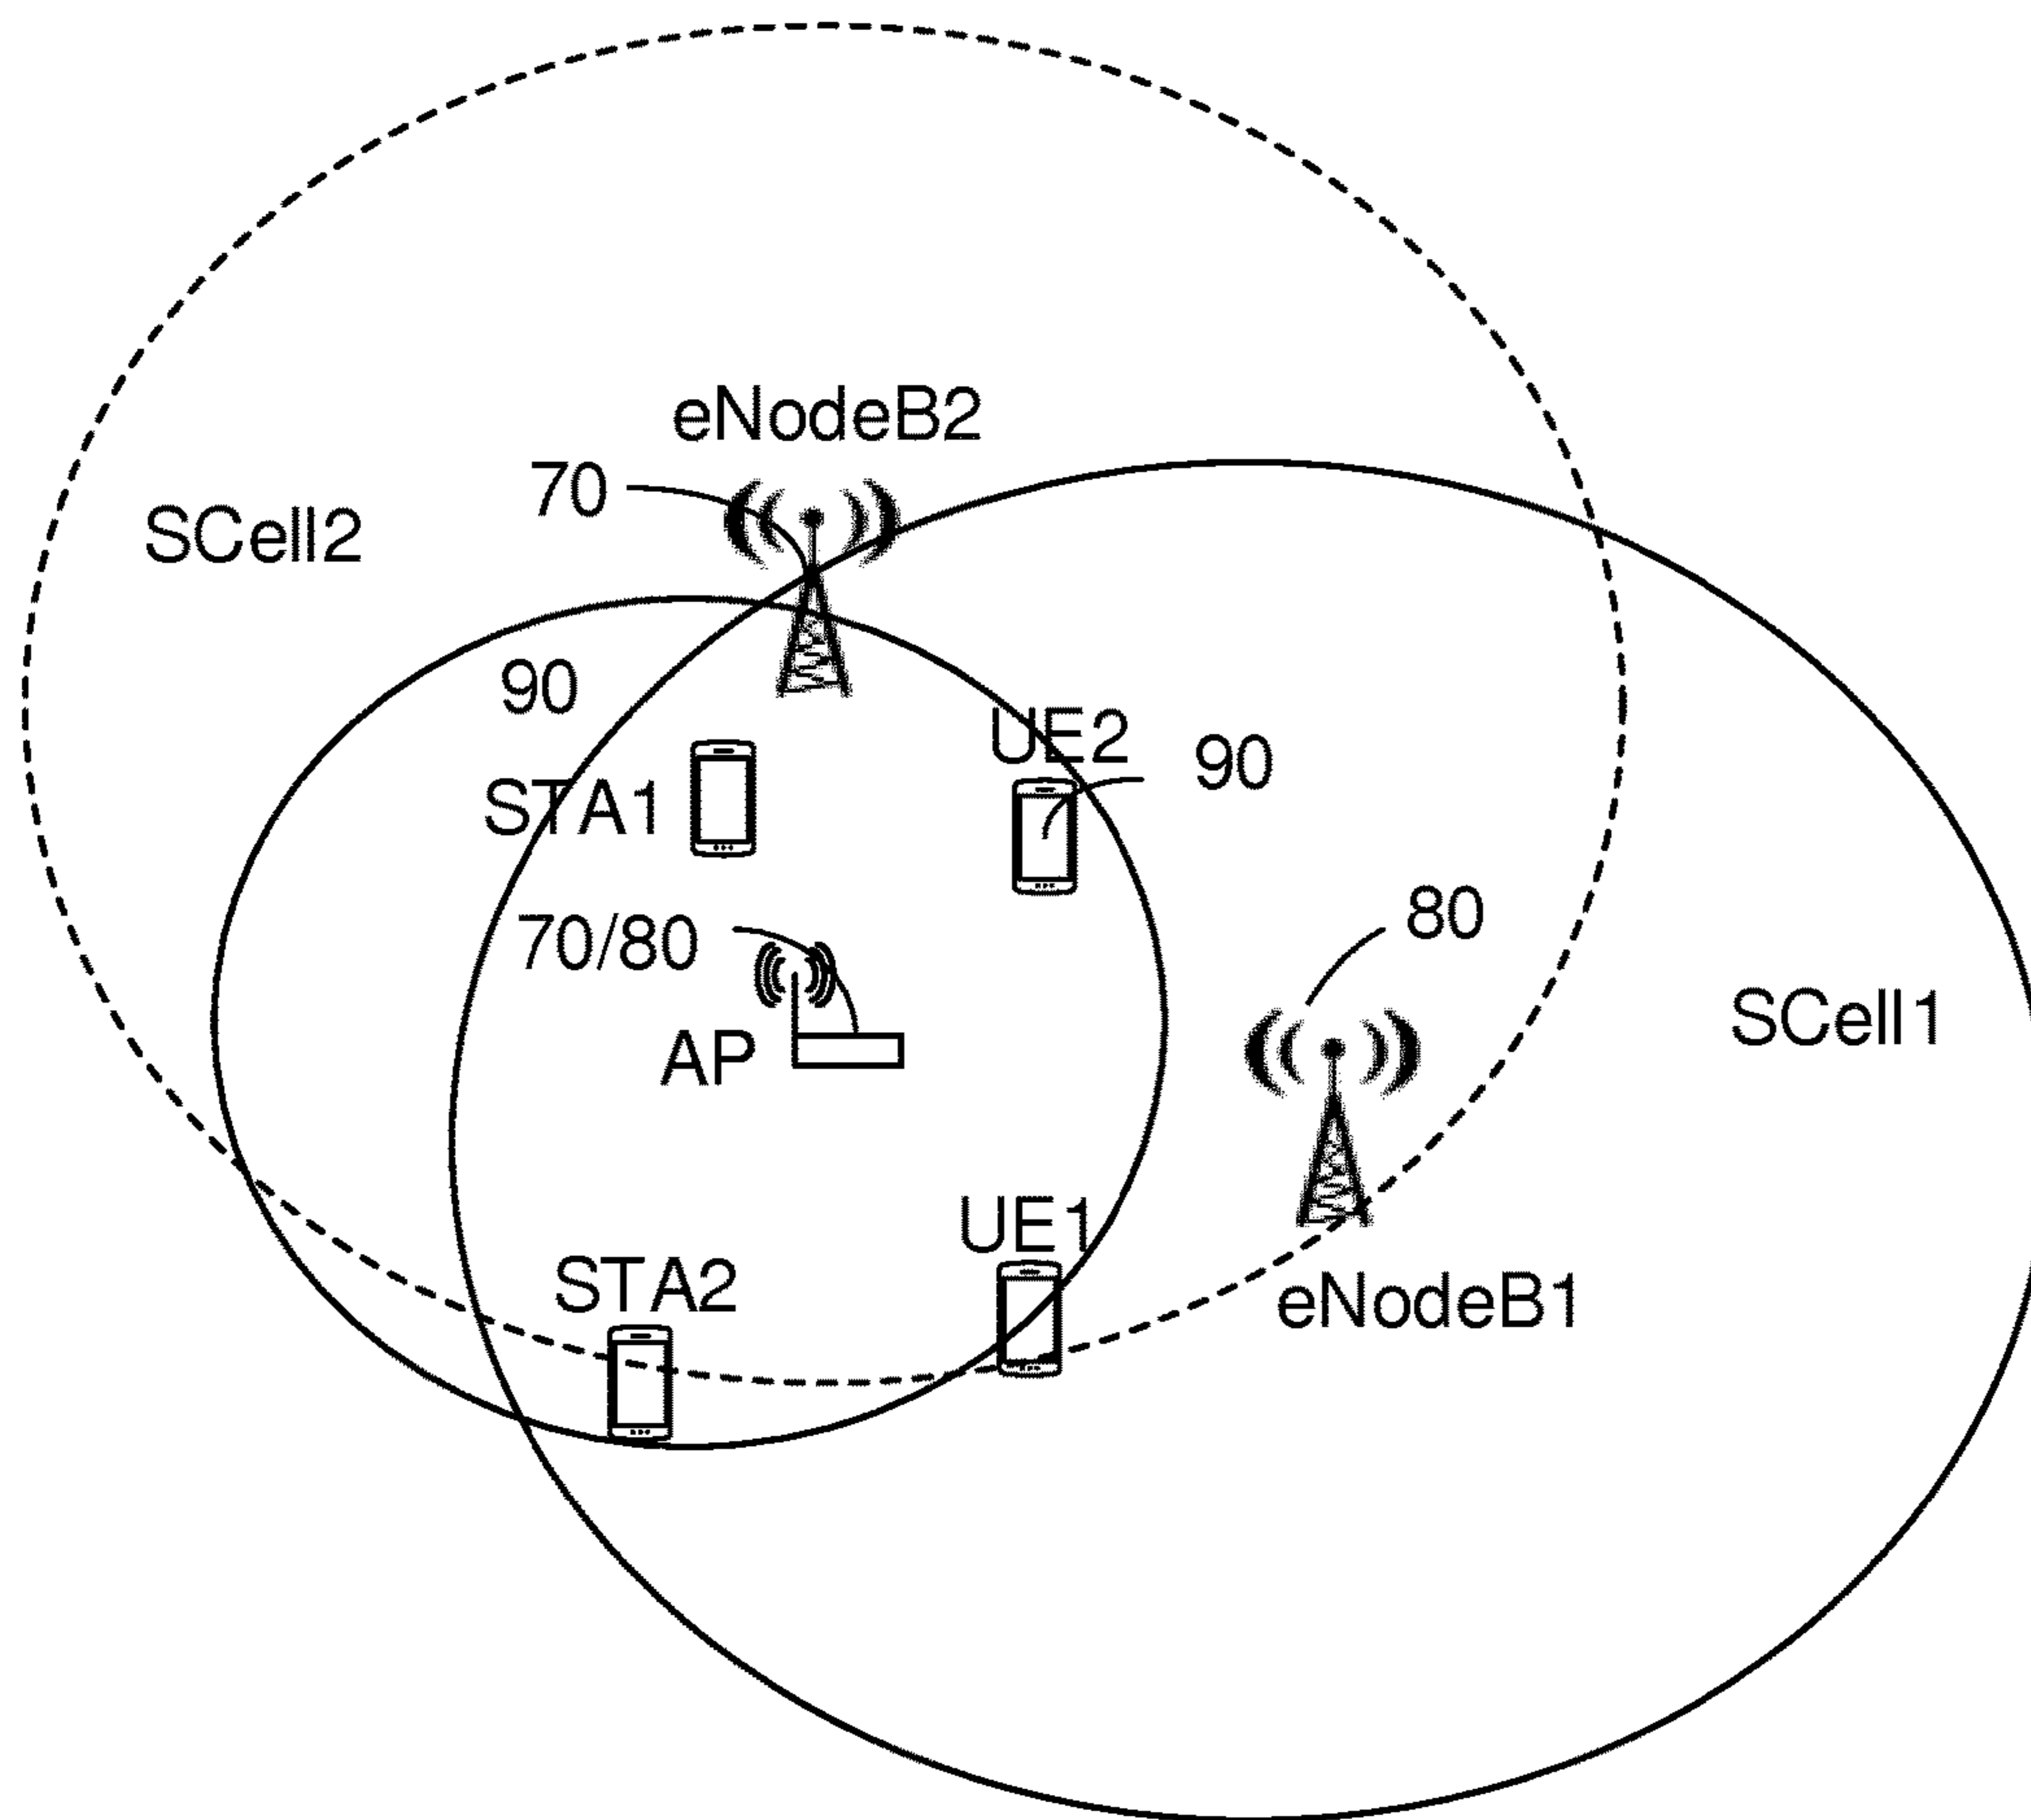 eNodeB2
70
SCell2
90
UE2
90
STA1
80
70/80
SCell1
AP
UE1
STA2
eNodeB1